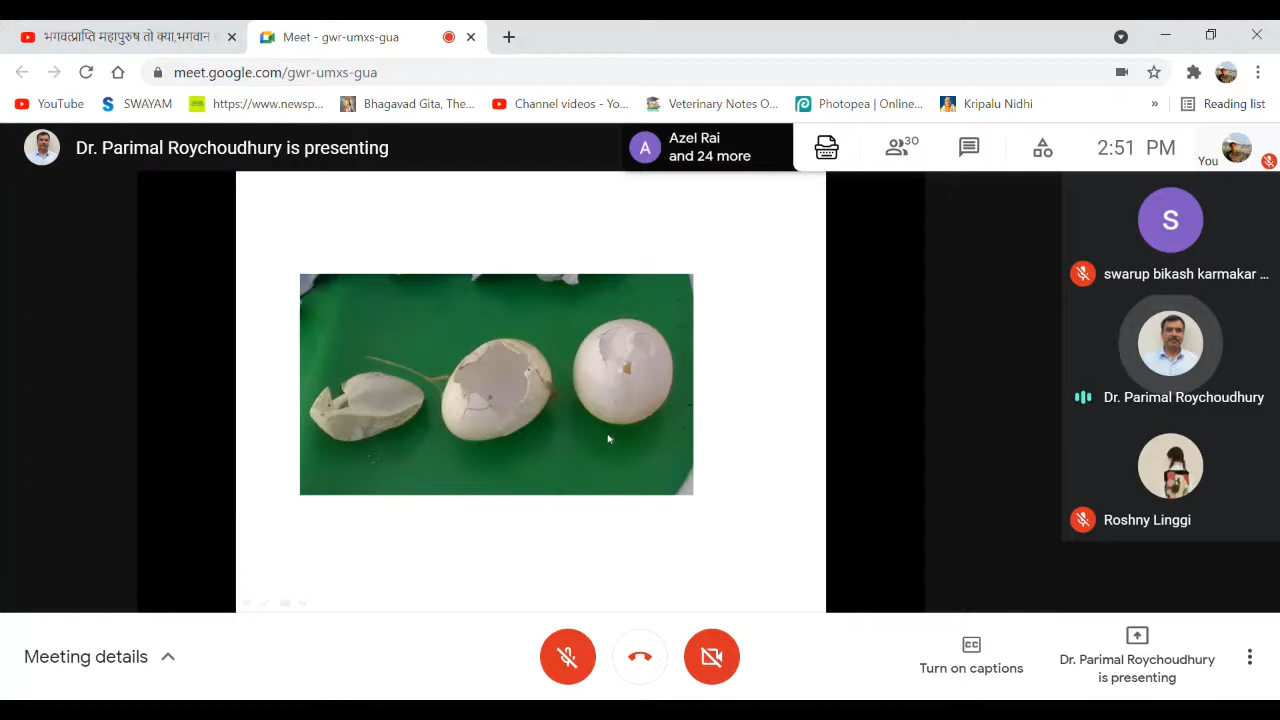 भगवत्प्राप्ति महापुरुष तो क्या,भगवान
Meet - gwr-umxs-gua
meet.google.com/gwr-umxs-gua
YouTube
SWAYAM
https://www.newsp...
Bhagavad Gita, The...
Channel videos - Yo...
Veterinary Notes O...
Photopea | Online...
Kripalu Nidhi
»
Reading list
Dr. Parimal Roychoudhury is presenting
A
Azel Rai
and 24 more
30
2:51 PM
You
S
swarup bikash karmakar ...
Dr. Parimal Roychoudhury
Roshny Linggi
Meeting details
CC
Turn on captions
Dr. Parimal Roychoudhury
is presenting